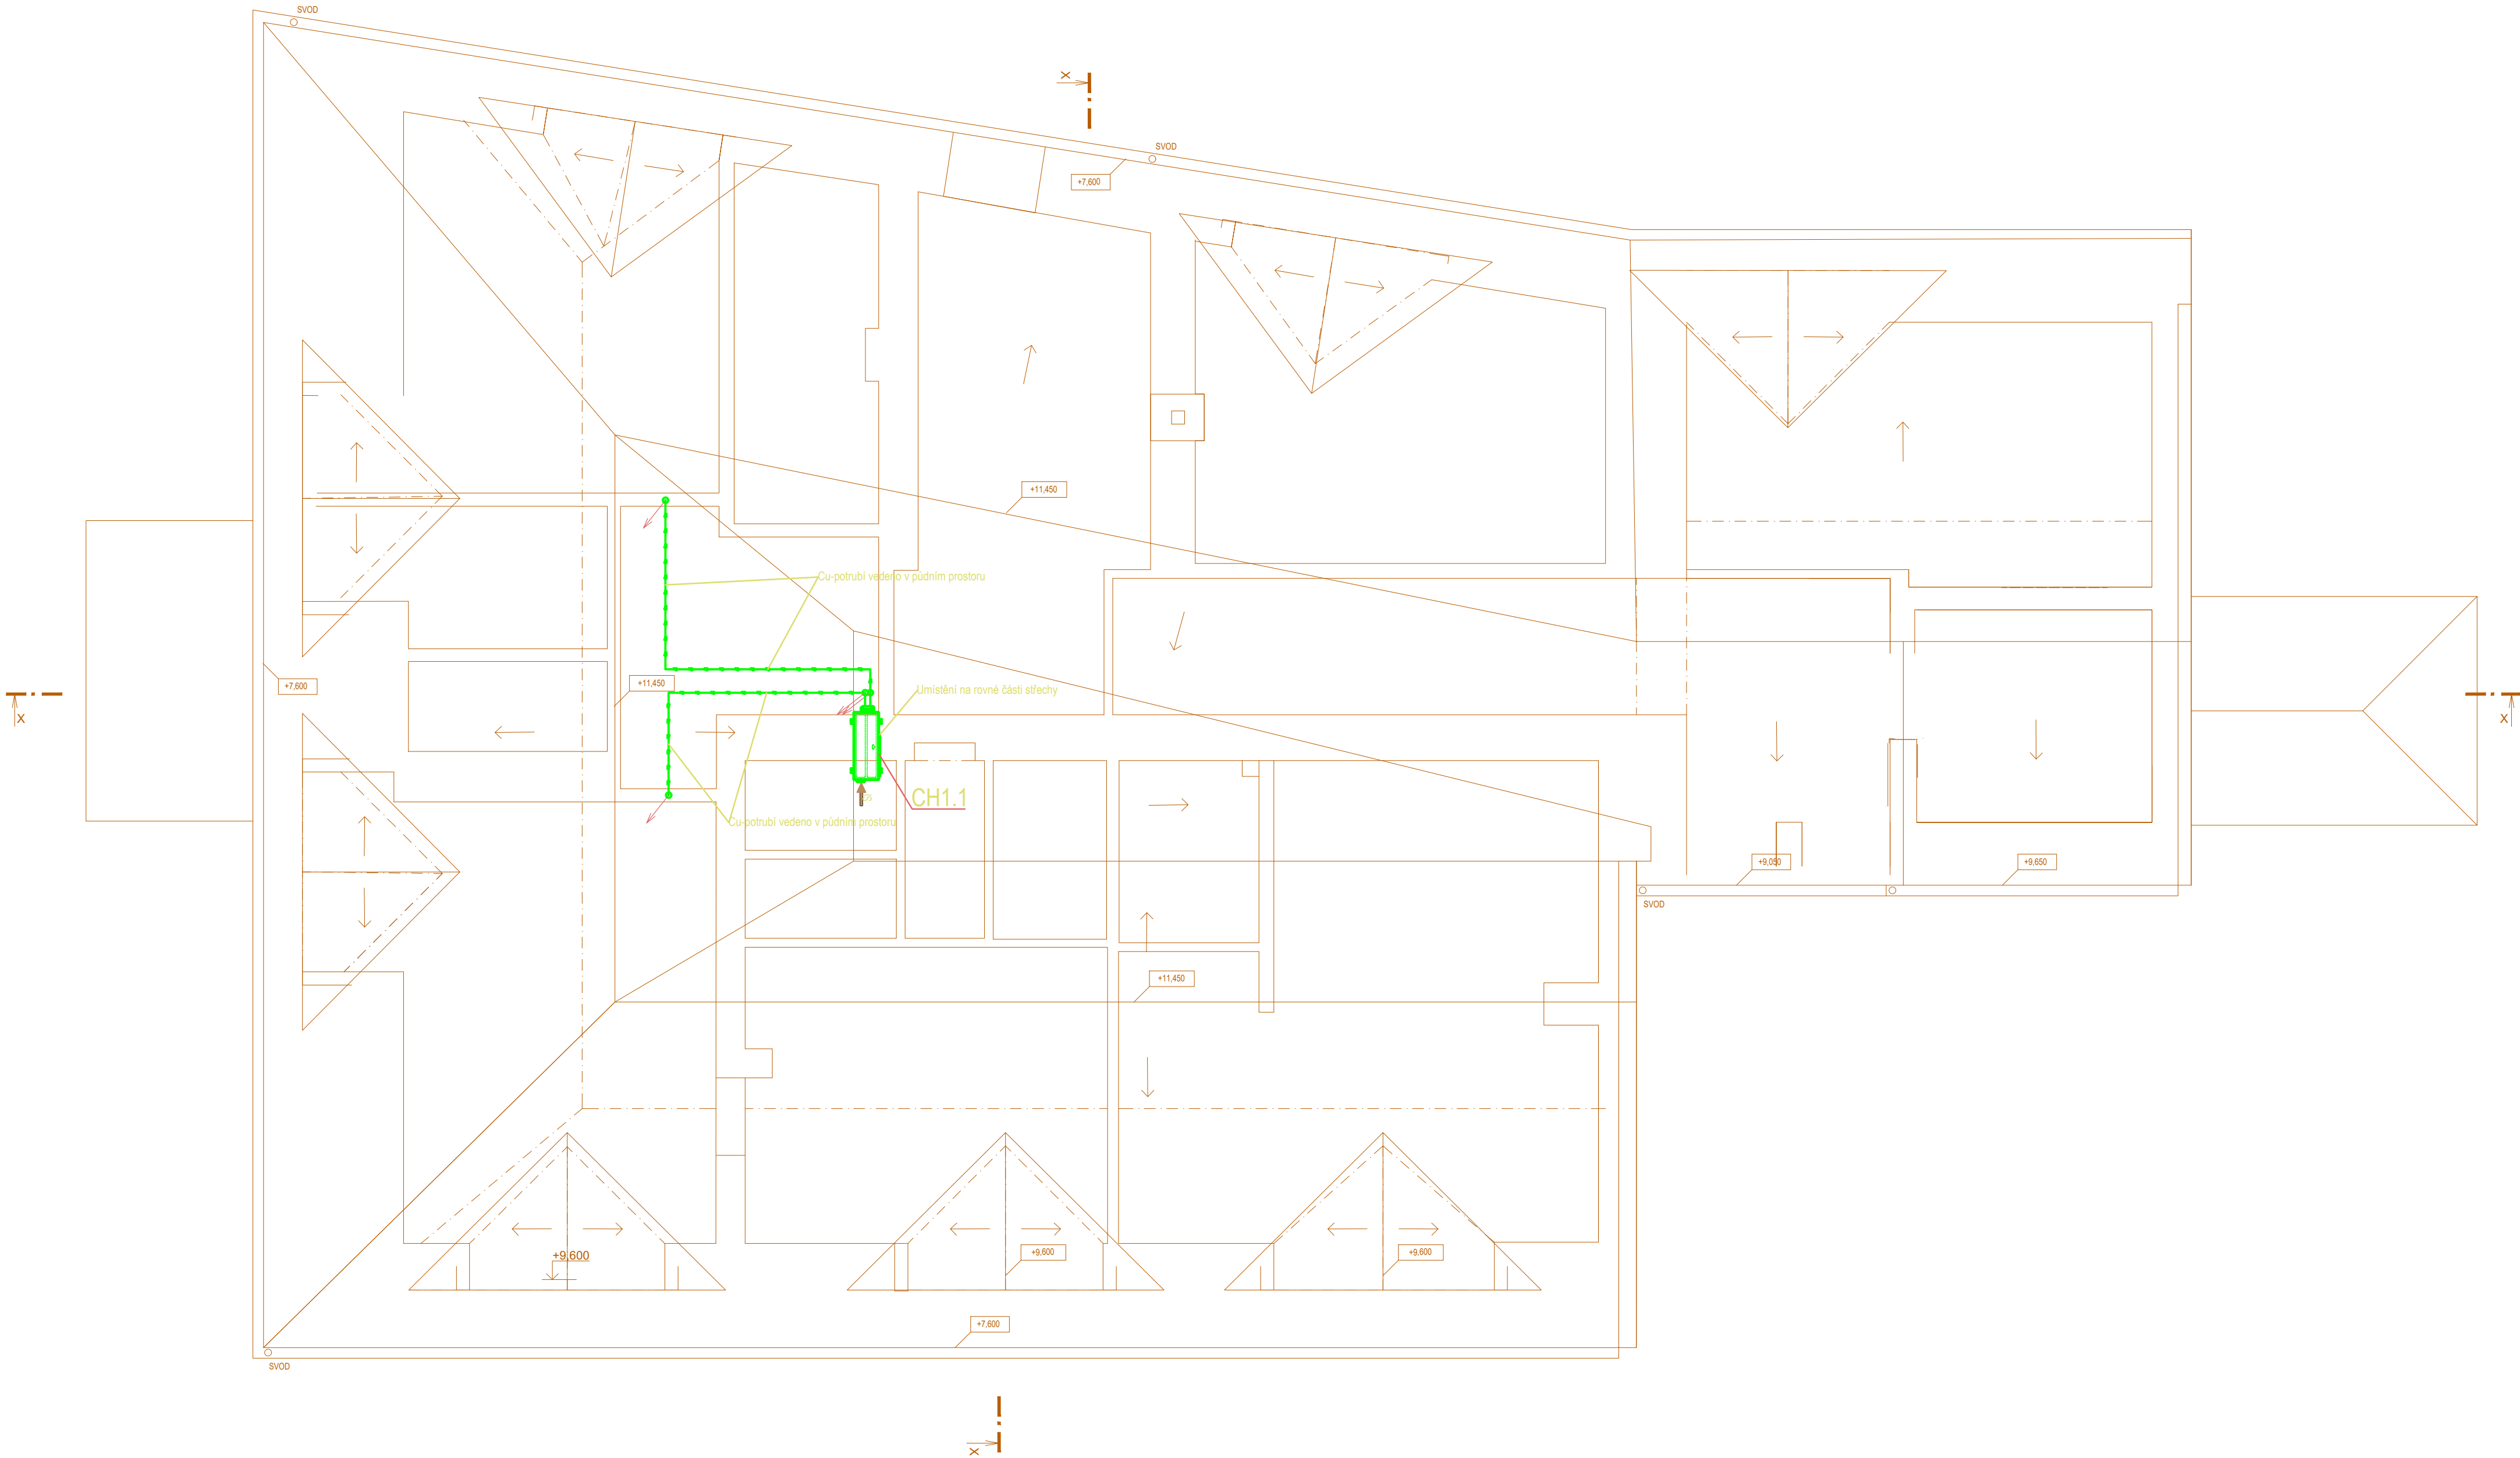 SVOD
X
SVOD
+7,600
+11,450
Cu-potrubí vedeno v půdním prostoru
+7,600
+11,450
Umístění na rovné části střechy
X
X
CH1.1
Cu-potrubí vedeno v půdním prostoru
+9,050
+9,650
SVOD
+11,450
+9,600
+9,600
+9,600
+7,600
SVOD
X